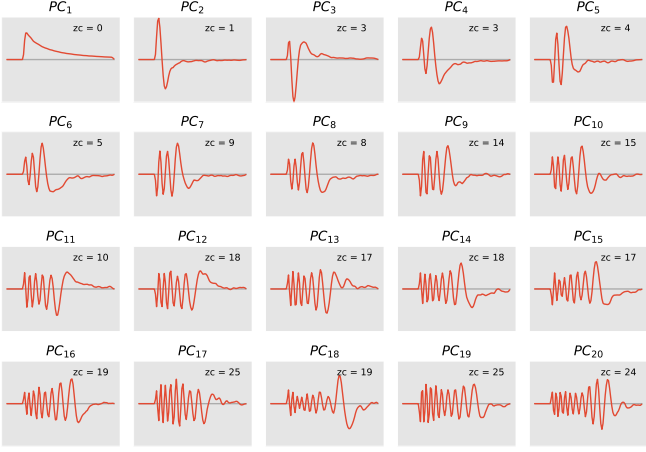 PC1 PC2 PC3 PC4 PC5
zc = 0 zc = 1 zc = 3 zc = 3 zc = 4
PC6 PC7 PC8 PC9 PC10
zc = 5 zc = 9 zc = 8 zc = 14 zc = 15
PC11 PC12 PC13 PC14 PC15
zc = 10 zc = 18 zc = 17 zc = 18 zc = 17
PC16 PC17 PC18 PC19 PC20
zc = 19 zc = 25 zc = 19 zc = 25 zc = 24